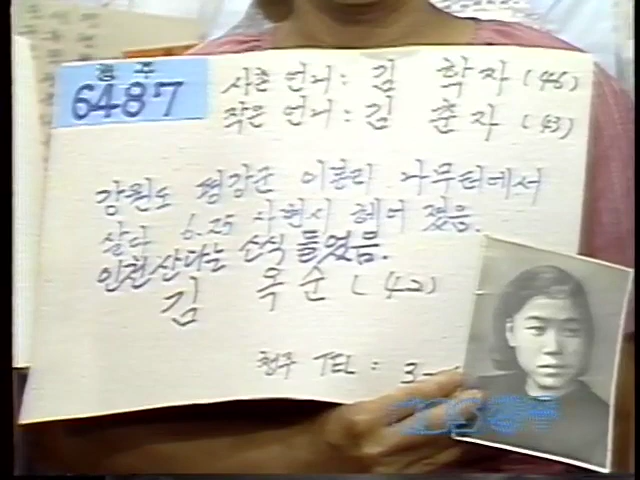 청주
6487
사촌 언니: 김 학자 (46)
작은 언니: 김 춘자 (43)
강원도 평강군 이흘리 나무터에서
살다 6.25 사변시 헤어 졌음.
인천산다는 소식 들었음.
김 옥순 (42)
청주 TEL : 3-